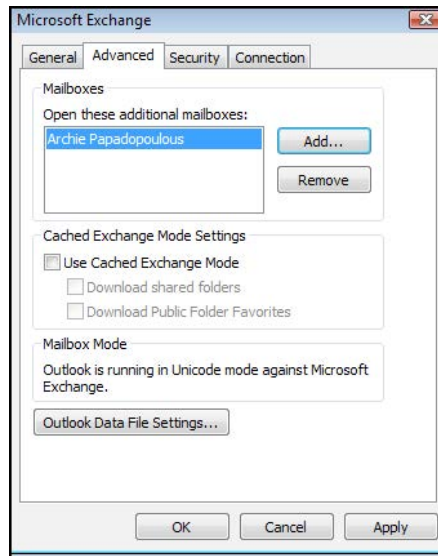 Microsoft Exchange
General Advanced Security Connection
Mailboxes
Open these additional mailboxes:
Archie Papadopoulous
Add...
Remove
Cached Exchange Mode Settings
Use Cached Exchange Mode
Download shared folders
Download Public Folder Favorites
Mailbox Mode
Outlook is running in Unicode mode against Microsoft
Exchange.
Outlook Data File Settings...
OK Cancel Apply